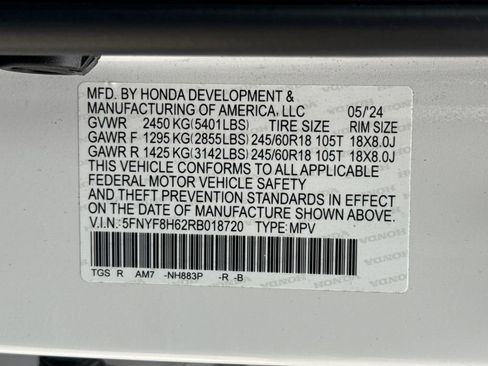 MFD. BY HONDA DEVELOPMENT &
MANUFACTURING OF AMERICA, LLC 05/'24
GVWR 2450 KG(5401LBS) TIRE SIZE RIM SIZE
GAWR F 1295 KG(2855LBS) 245/60R18 105T 18X8.0J
GAWR R 1425 KG(3142LBS) 245/60R18 105T 18X8.0J
THIS VEHICLE CONFORMS TO ALL APPLICABLE
FEDERAL MOTOR VEHICLE SAFETY
AND THEFT PREVENTION STANDARDS IN EFFECT
ON THE DATE OF MANUFACTURE SHOWN ABOVE.
V.I.N: 5FNYF8H62RB018720 TYPE: MPV
TGS R AM7 -NH883P -R -B